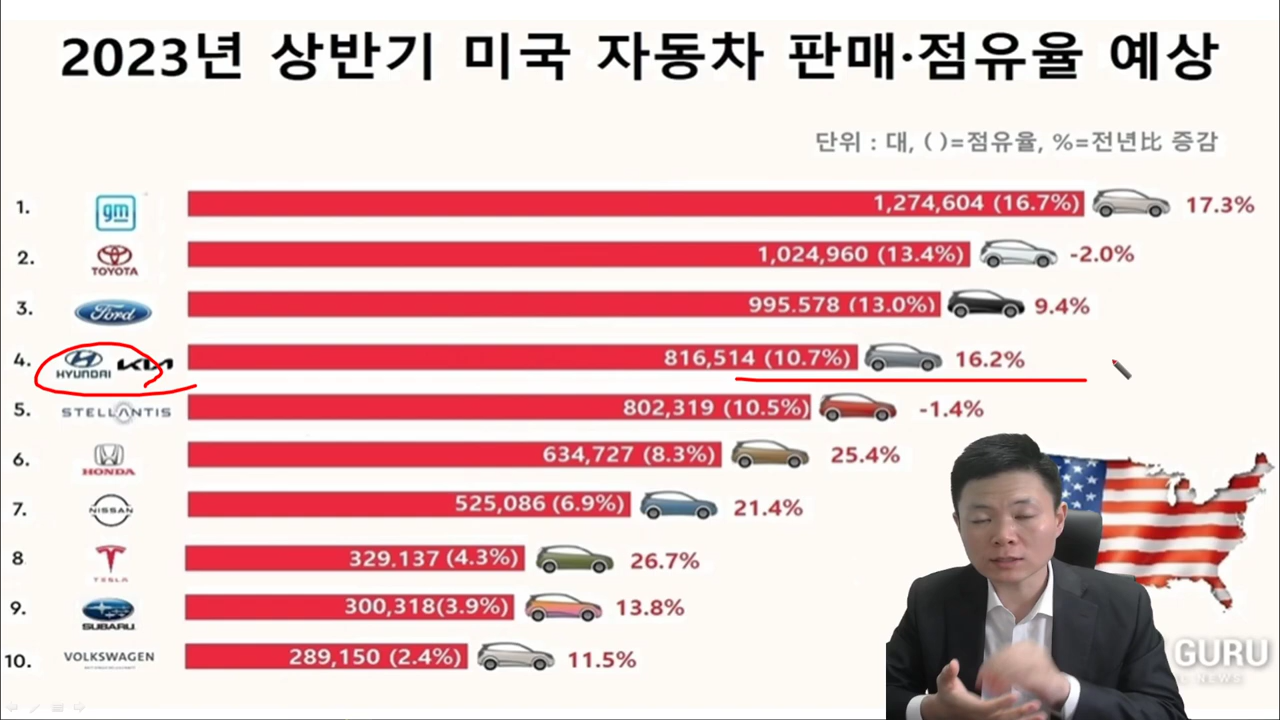 2023년 상반기 미국 자동차 판매·점유율 예상
단위 : 대, ( )=점유율, %=전년比 증감
1. gm 1,274,604 (16.7%) 17.3%
2. TOYOTA 1,024,960 (13.4%) -2.0%
3. Ford 995.578 (13.0%) 9.4%
4. HYUNDAI KIA 816,514 (10.7%) 16.2%
5. STELLANTIS 802,319 (10.5%) -1.4%
6. HONDA 634,727 (8.3%) 25.4%
7. NISSAN 525,086 (6.9%) 21.4%
8 TESLA 329,137 (4.3%) 26.7%
9. SUBARU 300,318(3.9%) 13.8%
10. VOLKSWAGEN 289,150 (2.4%) 11.5%
GURU
NEWS